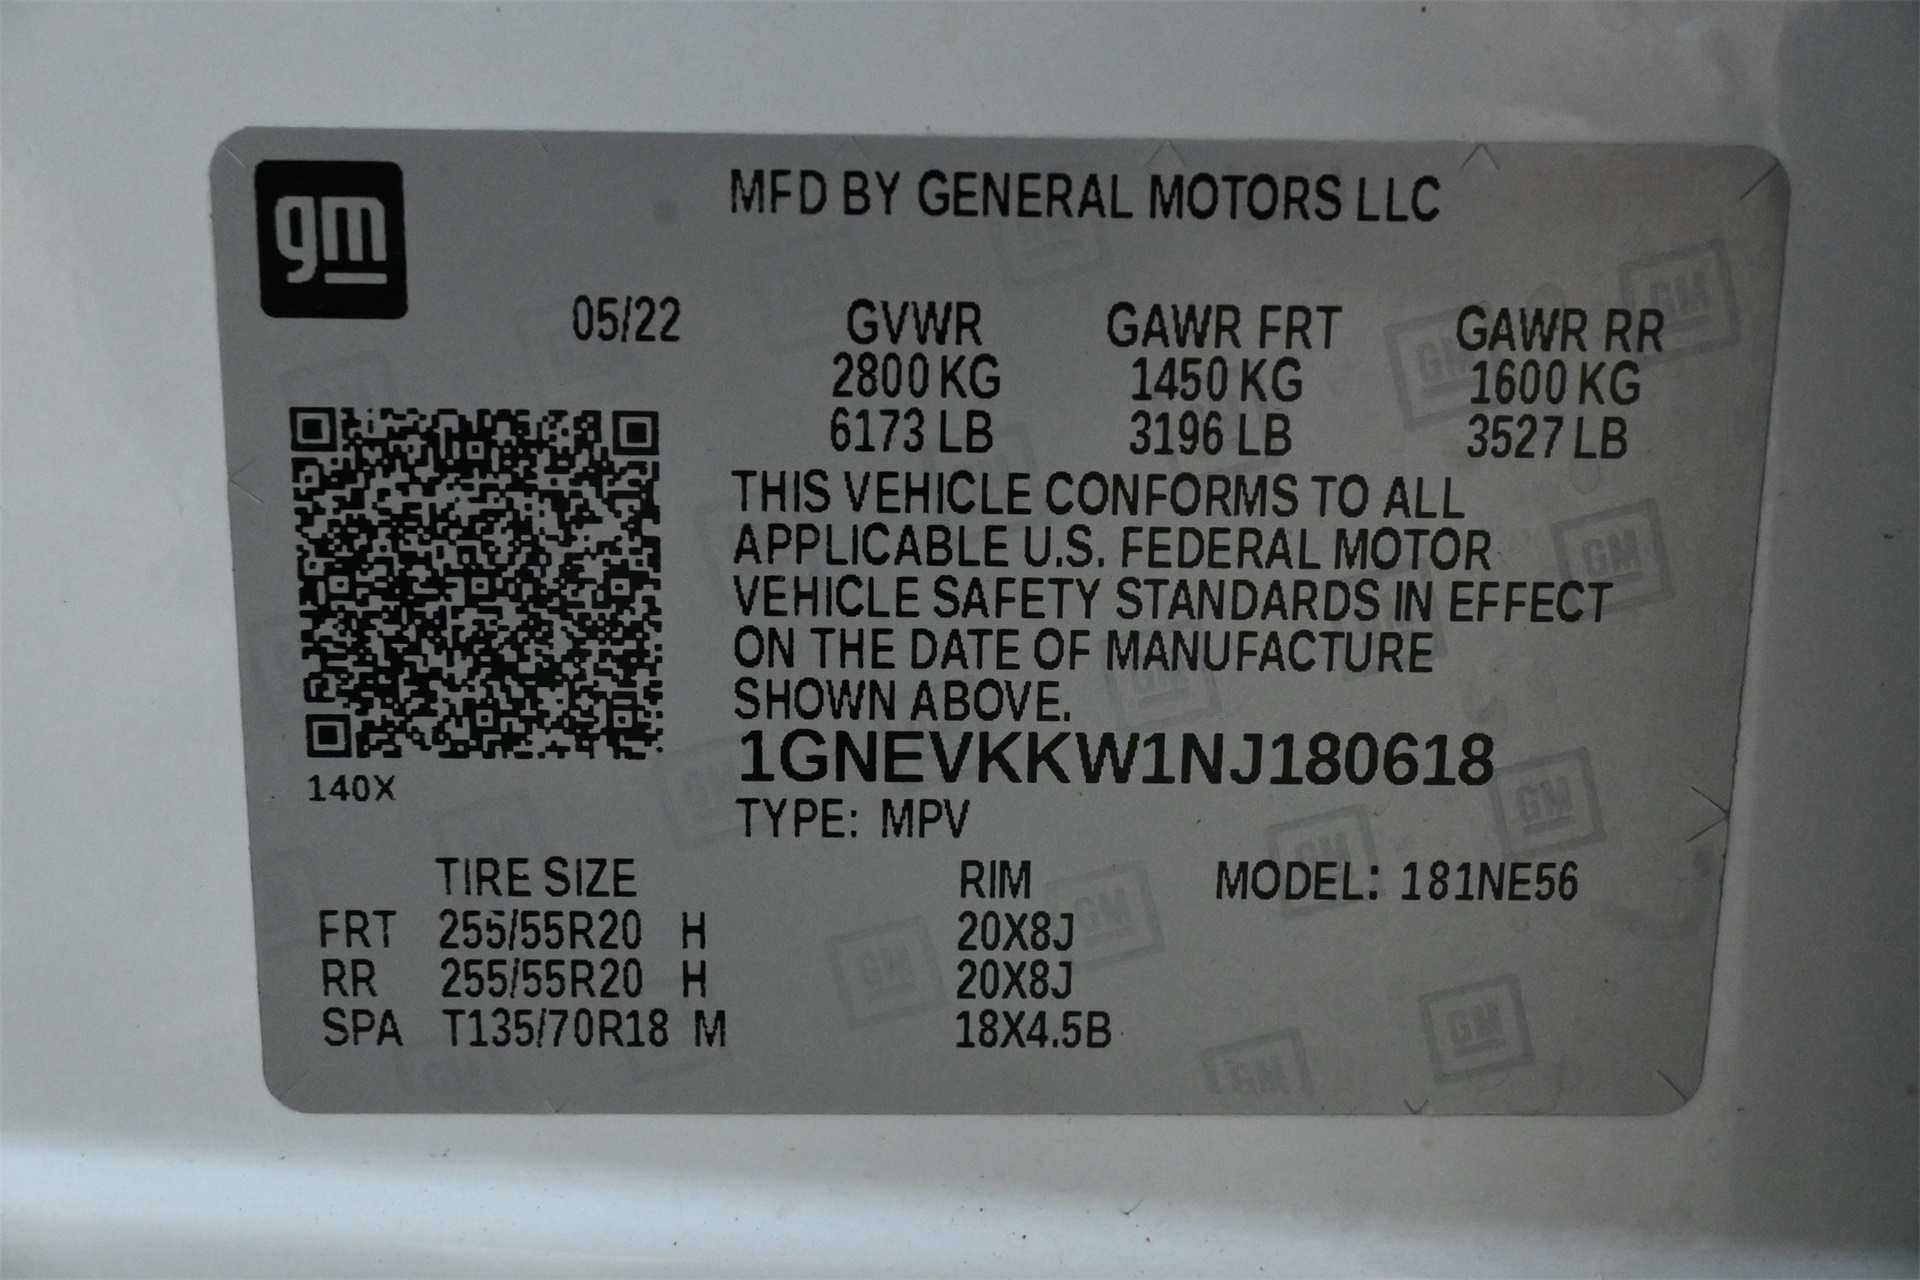 gm
MFD BY GENERAL MOTORS LLC
05/22 GVWR GAWR FRT GAWR RR
2800 KG 1450 KG 1600 KG
6173 LB 3196 LB 3527 LB
THIS VEHICLE CONFORMS TO ALL
APPLICABLE U.S. FEDERAL MOTOR
VEHICLE SAFETY STANDARDS IN EFFECT
ON THE DATE OF MANUFACTURE
SHOWN ABOVE.
1GNEVKKW1NJ180618
140X
TYPE: MPV
TIRE SIZE RIM MODEL: 181NE56
FRT 255/55R20 H 20X8J
RR 255/55R20 H 20X8J
SPA T135/70R18 M 18X4.5B